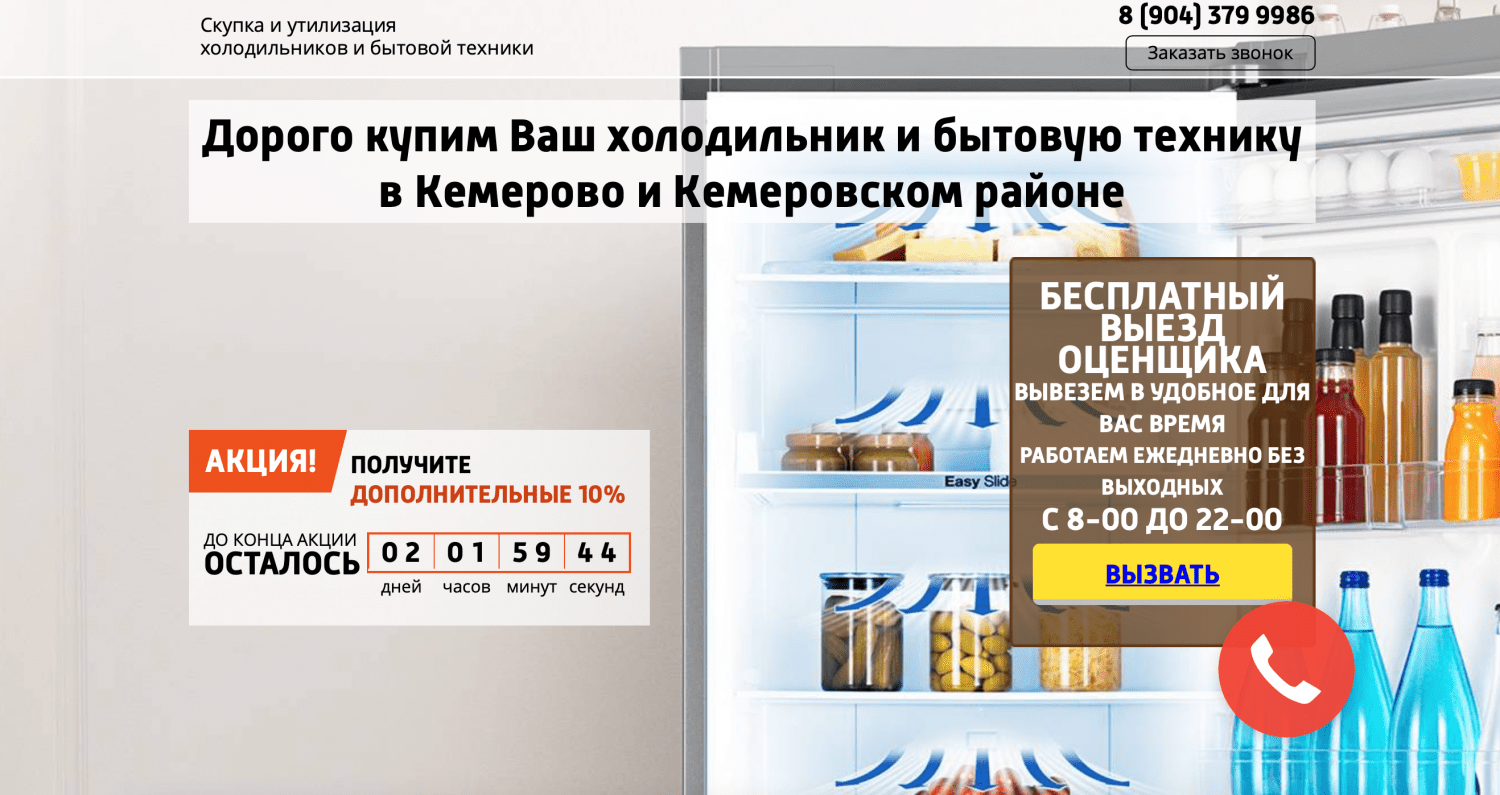 Скупка и утилизация
холодильников и бытовой техники
8 (904) 379 9986
Заказать звонок
Дорого купим Ваш холодильник и бытовую технику
в Кемерово и Кемеровском районе
БЕСПЛАТНЫЙ
ВЫЕЗД
ОЦЕНЩИКА
ВЫВЕЗЕМ В УДОБНОЕ ДЛЯ
ВАС ВРЕМЯ
РАБОТАЕМ ЕЖЕДНЕВНО БЕЗ
ВЫХОДНЫХ
С 8-00 ДО 22-00
ВЫЗВАТЬ
АКЦИЯ!
ПОЛУЧИТЕ
ДОПОЛНИТЕЛЬНЫЕ 10%
ДО КОНЦА АКЦИИ
ОСТАЛОСЬ
02 01 59 44
дней часов минут секунд
Easy Slide